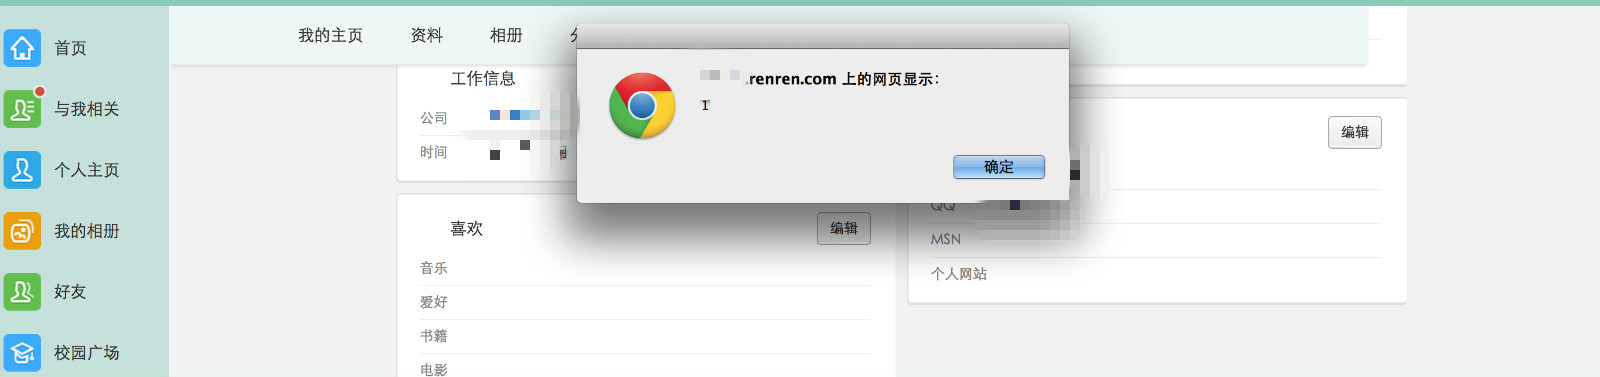 首页
与我相关
个人主页
我的相册
好友
校园广场
我的主页 资料 相册
工作信息
公司
时间
.renren.com 上的网页显示：
1
确定
喜欢
编辑
音乐
爱好
书籍
电影
编辑
QQ
MSN
个人网站